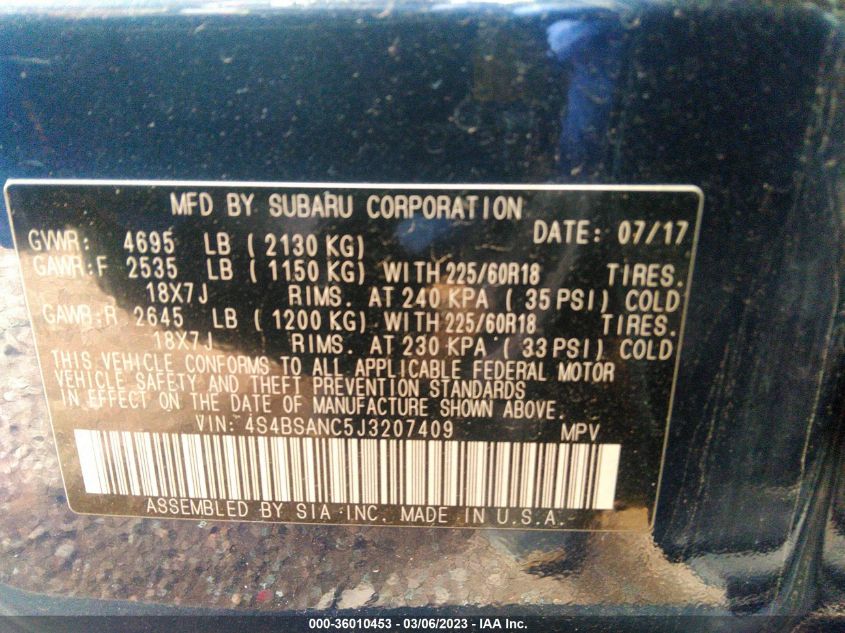 MFD BY SUBARU CORPORATION
GVWR: 4695 LB ( 2130 KG) DATE: 07/17
GAWR:F 2535 LB ( 1150 KG) WITH 225/60R18 TIRES.
18X7J RIMS. AT 240 KPA ( 35 PSI) COLD
GAWR:R 2645 LB ( 1200 KG) WITH 225/60R18 TIRES.
18X7J RIMS. AT 230 KPA ( 33 PSI) COLD
THIS VEHICLE CONFORMS TO ALL APPLICABLE FEDERAL MOTOR
VEHICLE SAFETY AND THEFT PREVENTION STANDARDS
IN EFFECT ON THE DATE OF MANUFACTURE SHOWN ABOVE.
VIN: 4S4BSANC5J3207409 MPV
ASSEMBLED BY SIA INC. MADE IN U.S.A.
000-36010453 - 03/06/2023 - IAA Inc.